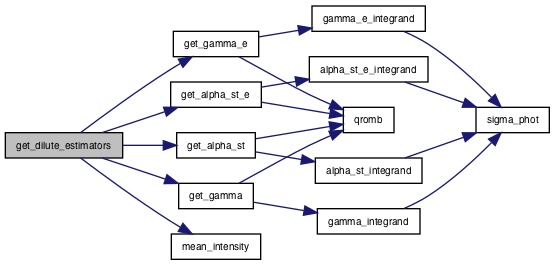 gamma_e_integrand
get_gamma_e
alpha_st_e_integrand
get_alpha_st_e
qromb
sigma_phot
get_dilute_estimators
get_alpha_st
alpha_st_integrand
get_gamma
gamma_integrand
mean_intensity